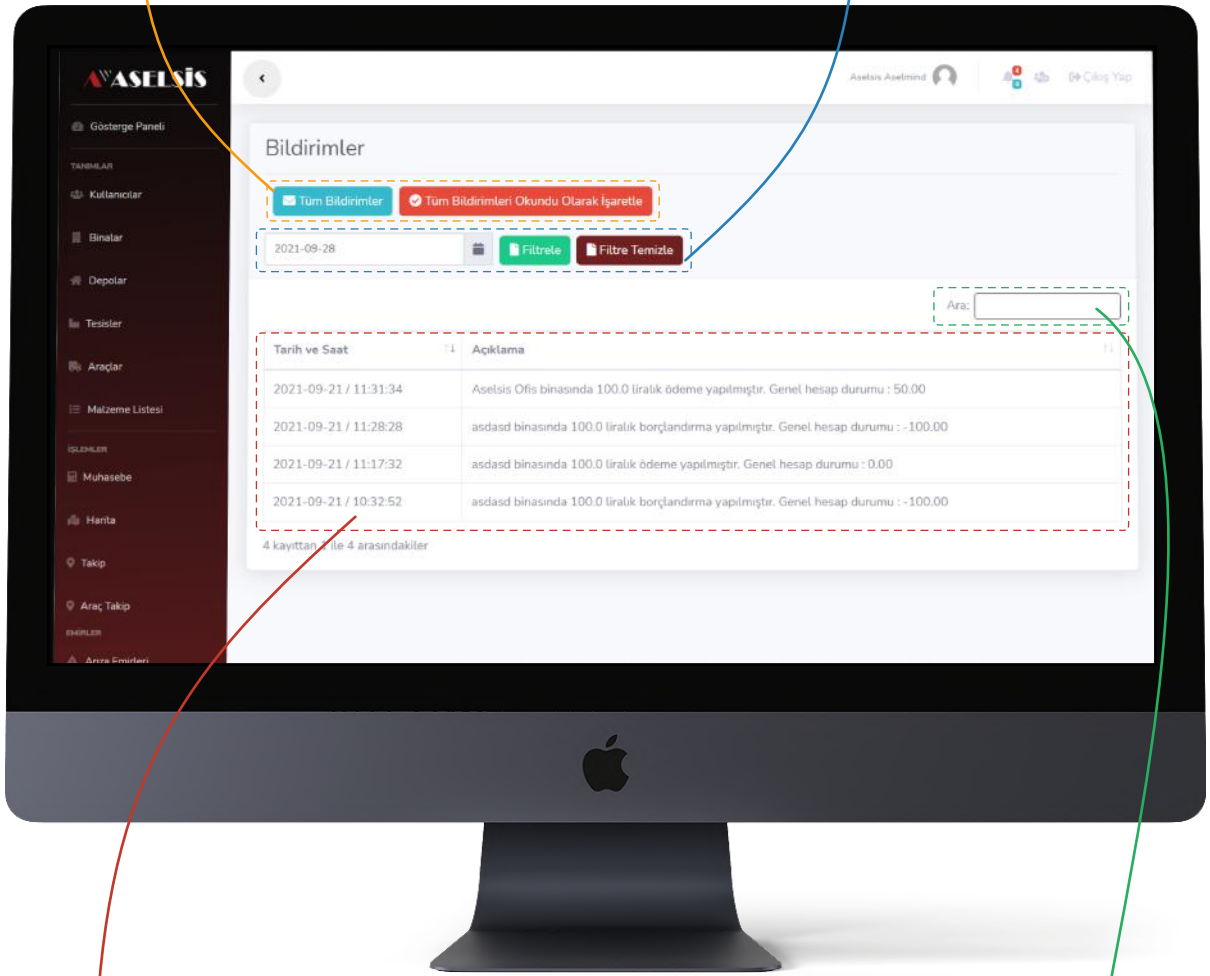 ASELSİS
Gösterge Paneli
TANIMLAR
Kullanıcılar
Binalar
Depolar
Tesisler
Araçlar
Malzeme Listesi
İŞLEMLER
Muhasebe
Harita
Takip
Araç Takip
EMİRLER
Arıza Emirleri
Aselsis Aselmind
Çıkış Yap
Bildirimler
Tüm Bildirimler
Tüm Bildirimleri Okundu Olarak İşaretle
2021-09-28
Filtrele
Filtre Temizle
Ara:
Tarih ve Saat Açıklama
2021-09-21 / 11:31:34 Aselsis Ofis binasında 100.0 liralık ödeme yapılmıştır. Genel hesap durumu : 50.00
2021-09-21 / 11:28:28 asdasd binasında 100.0 liralık borçlandırma yapılmıştır. Genel hesap durumu : -100.00
2021-09-21 / 11:17:32 asdasd binasında 100.0 liralık ödeme yapılmıştır. Genel hesap durumu : 0.00
2021-09-21 / 10:32:52 asdasd binasında 100.0 liralık borçlandırma yapılmıştır. Genel hesap durumu : -100.00
4 kayıttan 1 ile 4 arasındakiler